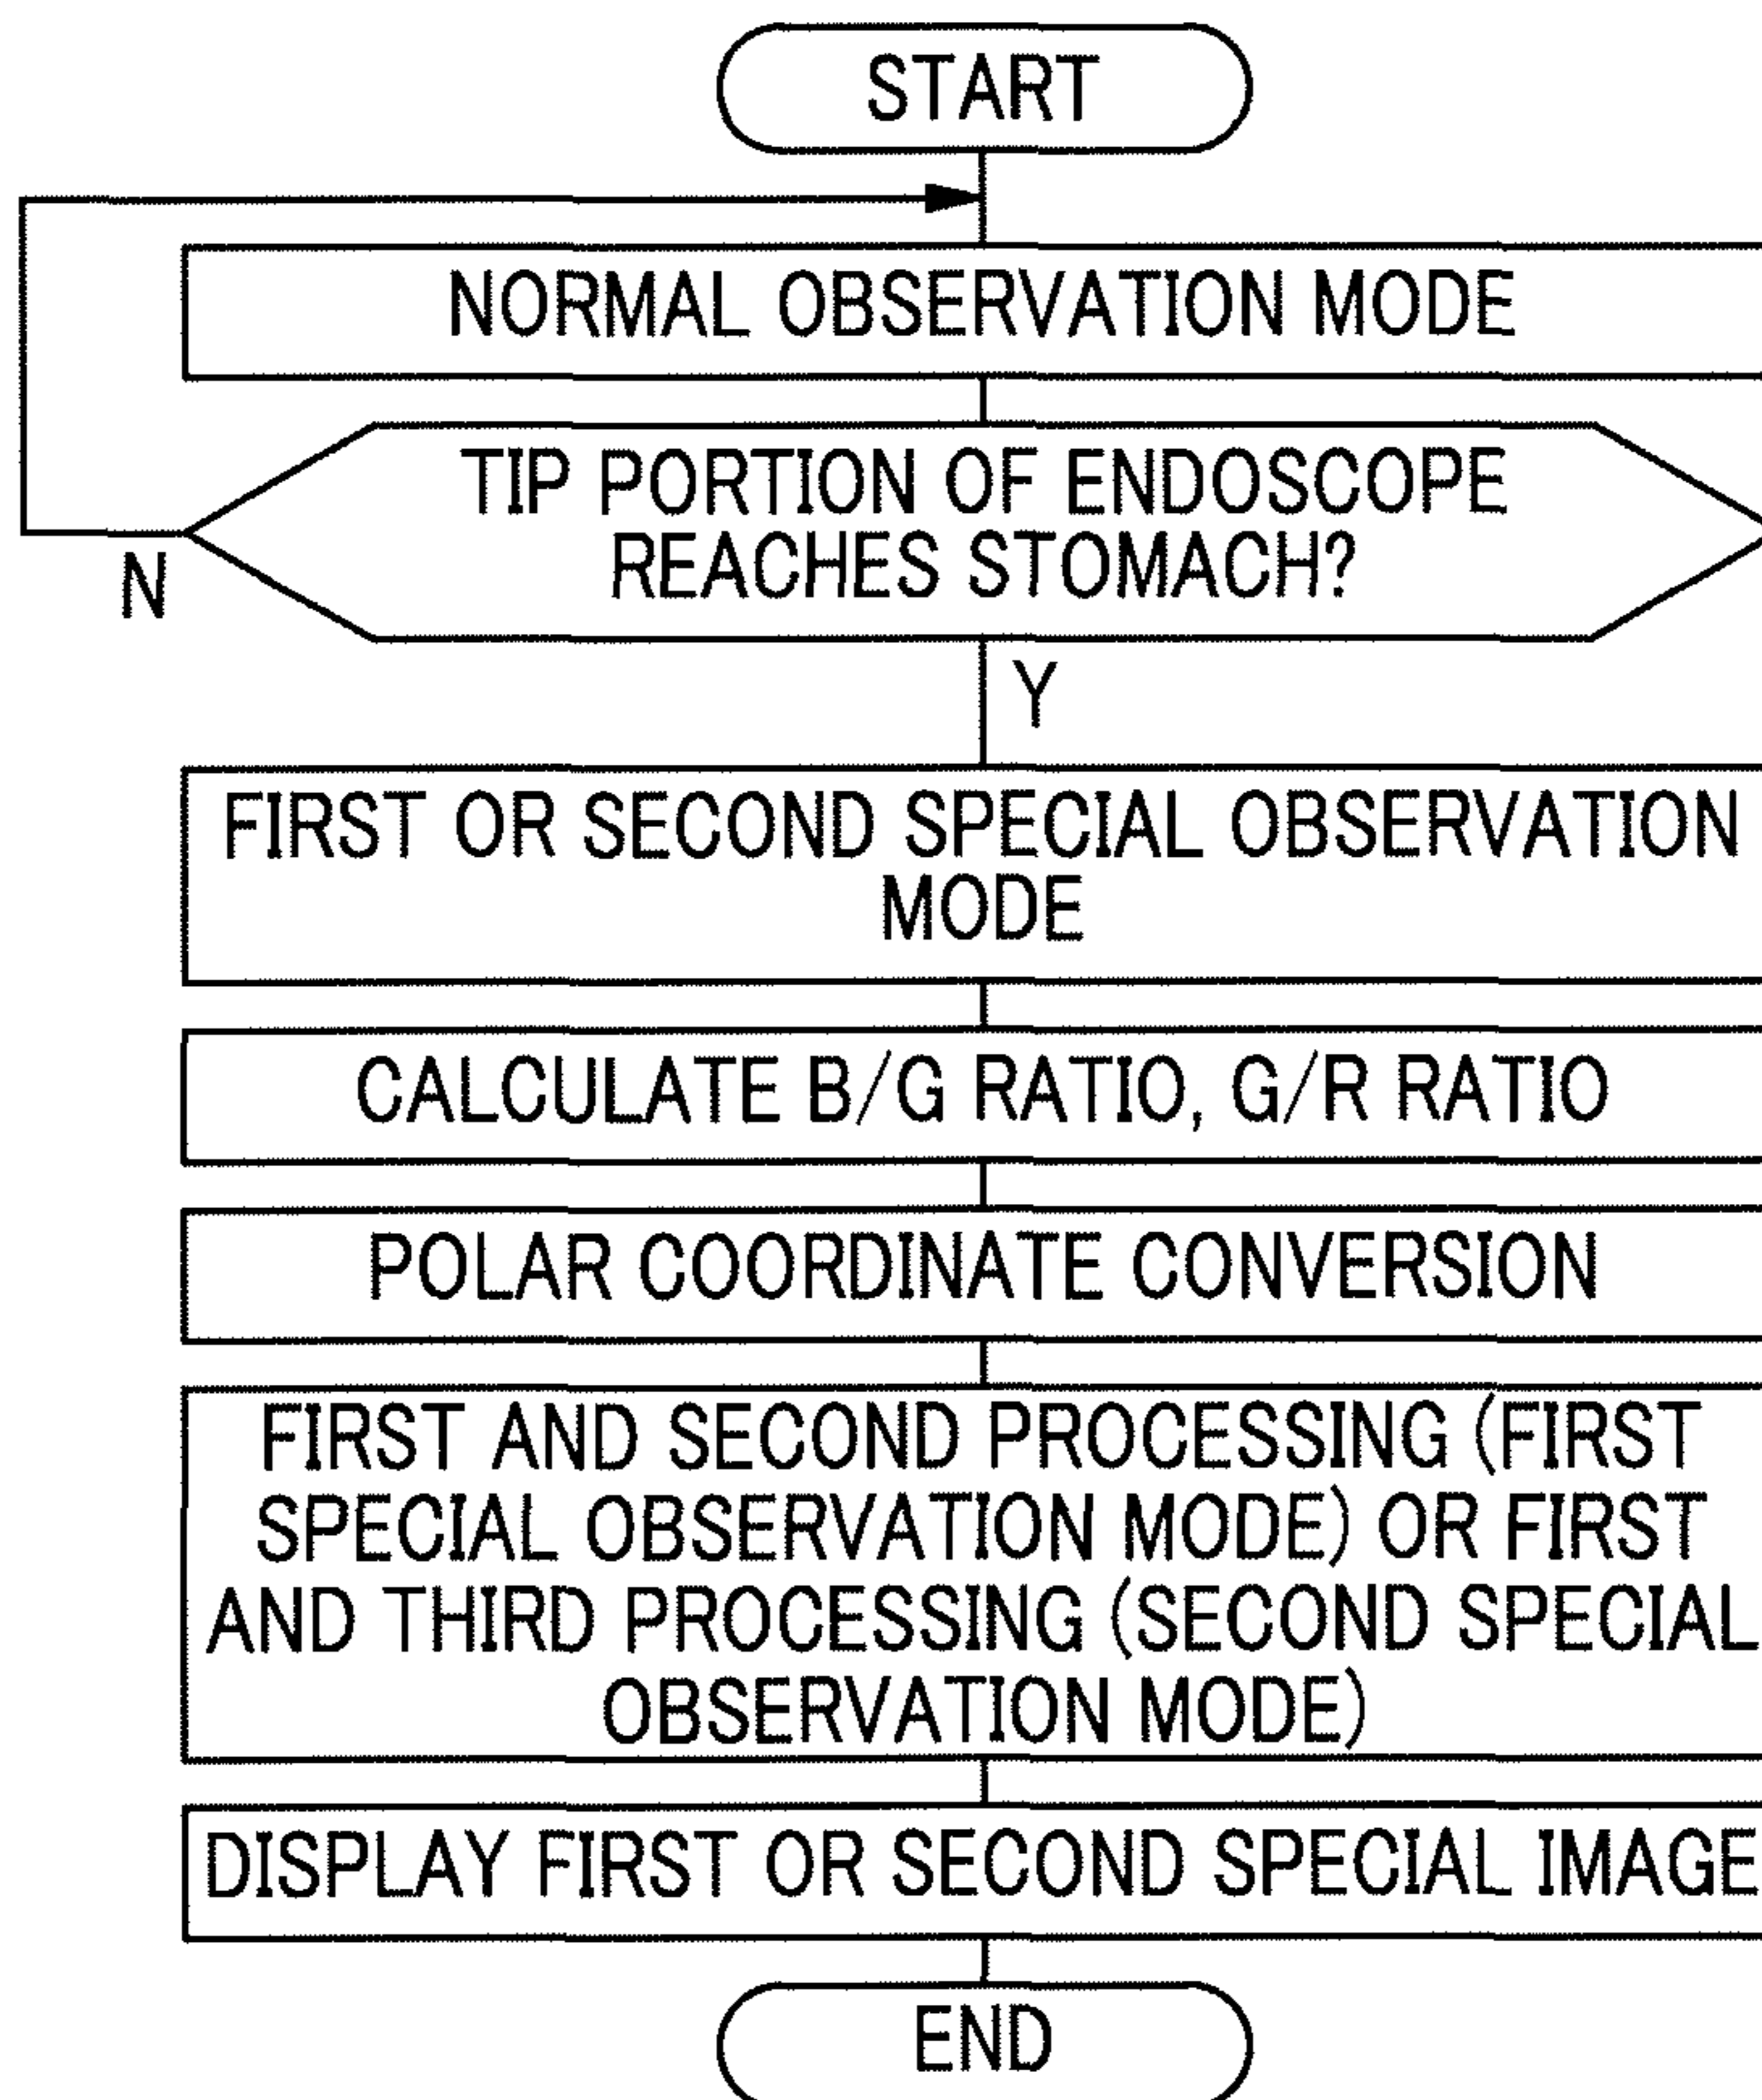 START
NORMAL OBSERVATION MODE
TIP PORTION OF ENDOSCOPE
REACHES STOMACH?
N
Y
FIRST OR SECOND SPECIAL OBSERVATION
MODE
CALCULATE B/G RATIO, G/R RATIO
POLAR COORDINATE CONVERSION
FIRST AND SECOND PROCESSING (FIRST
SPECIAL OBSERVATION MODE) OR FIRST
AND THIRD PROCESSING (SECOND SPECIAL
OBSERVATION MODE)
DISPLAY FIRST OR SECOND SPECIAL IMAGE
END